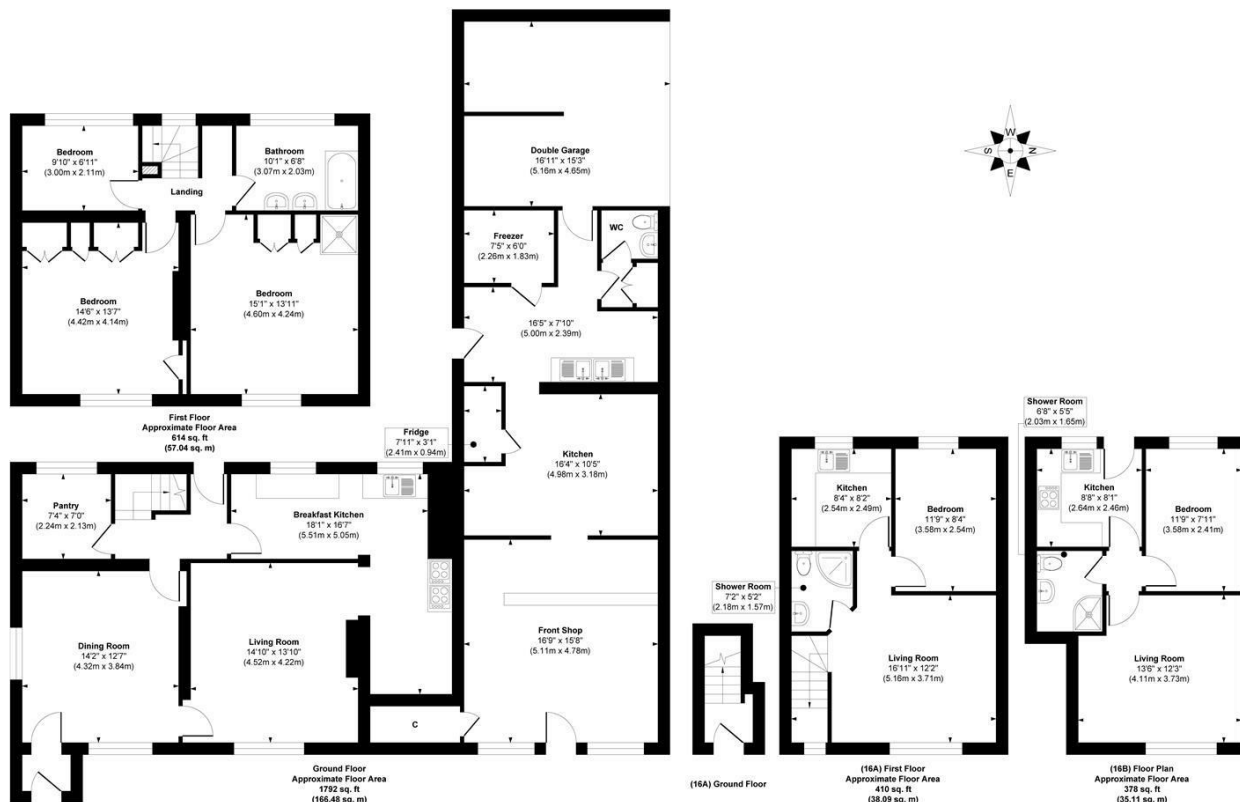 Bedroom
9'10" x 6'11"
(3.00m x 2.11m)
Bathroom
10'1" x 6'8"
(3.07m x 2.03m)
Landing
Bedroom
14'6" x 13'7"
(4.42m x 4.14m)
Bedroom
15'1" x 13'11"
(4.60m x 4.24m)
First Floor
Approximate Floor Area
614 sq. ft
(57.04 sq. m)
Double Garage
16'11" x 15'3"
(5.16m x 4.65m)
Freezer
7'5" x 6'0"
(2.26m x 1.83m)
WC
16'5" x 7'10"
(5.00m x 2.39m)
Fridge
7'11" x 3'1"
(2.41m x 0.94m)
Kitchen
16'4" x 10'5"
(4.98m x 3.18m)
Pantry
7'4" x 7'0"
(2.24m x 2.13m)
Breakfast Kitchen
18'1" x 16'7"
(5.51m x 5.05m)
Dining Room
14'2" x 12'7"
(4.32m x 3.84m)
Living Room
14'10" x 13'10"
(4.52m x 4.22m)
Front Shop
16'9" x 15'8"
(5.11m x 4.78m)
C
Ground Floor
Approximate Floor Area
1792 sq. ft
(166.48 sq. m)
W
S
N
E
Kitchen
8'4" x 8'2"
(2.54m x 2.49m)
Bedroom
11'9" x 8'4"
(3.58m x 2.54m)
Shower Room
7'2" x 5'2"
(2.18m x 1.57m)
Living Room
16'11" x 12'2"
(5.16m x 3.71m)
(16A) Ground Floor
(16A) First Floor
Approximate Floor Area
410 sq. ft
(38.09 sq. m)
Shower Room
6'8" x 5'5"
(2.03m x 1.65m)
Kitchen
8'8" x 8'1"
(2.64m x 2.46m)
Bedroom
11'9" x 7'11"
(3.58m x 2.41m)
Living Room
13'6" x 12'3"
(4.11m x 3.73m)
(16B) Floor Plan
Approximate Floor Area
378 sq. ft
(35.11 sq. m)